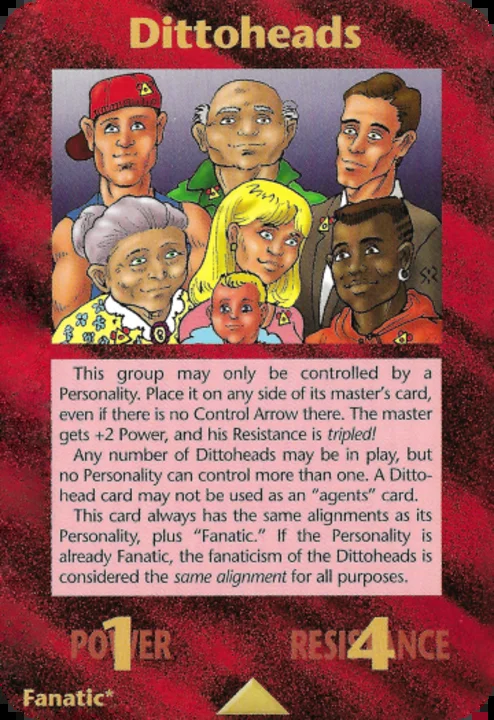 Dittoheads
This group may only be controlled by a
Personality. Place it on any side of its master's card,
even if there is no Control Arrow there. The master
gets +2 Power, and his Resistance is tripled!
Any number of Dittoheads may be in play, but
no Personality can control more than one. A Ditto-
head card may not be used as an "agents" card.
This card always has the same alignments as its
Personality, plus "Fanatic." If the Personality is
already Fanatic, the fanaticism of the Dittoheads is
considered the same alignment for all purposes.
POWER 1 RESISTANCE 4
Fanatic*